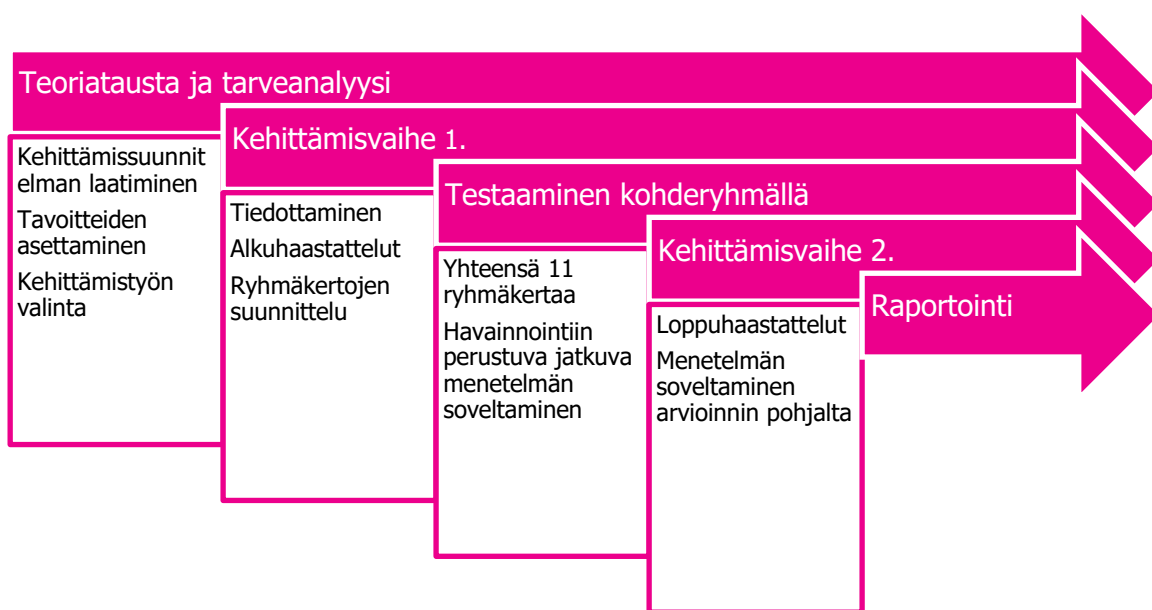 Teoriatausta ja tarveanalyysi
Kehittämissuunnit
elman laatiminen
Tavoitteiden
asettaminen
Kehittämistyön
valinta
Kehittämisvaihe 1.
Tiedottaminen
Alkuhaastattelut
Ryhmäkertojen
suunnittelu
Testaaminen kohderyhmällä
Yhteensä 11
ryhmäkertaa
Havainnointiin
perustuva jatkuva
menetelmän
soveltaminen
Kehittämisvaihe 2.
Loppuhaastattelut
Menetelmän
soveltaminen
arvioinnin pohjalta
Raportointi